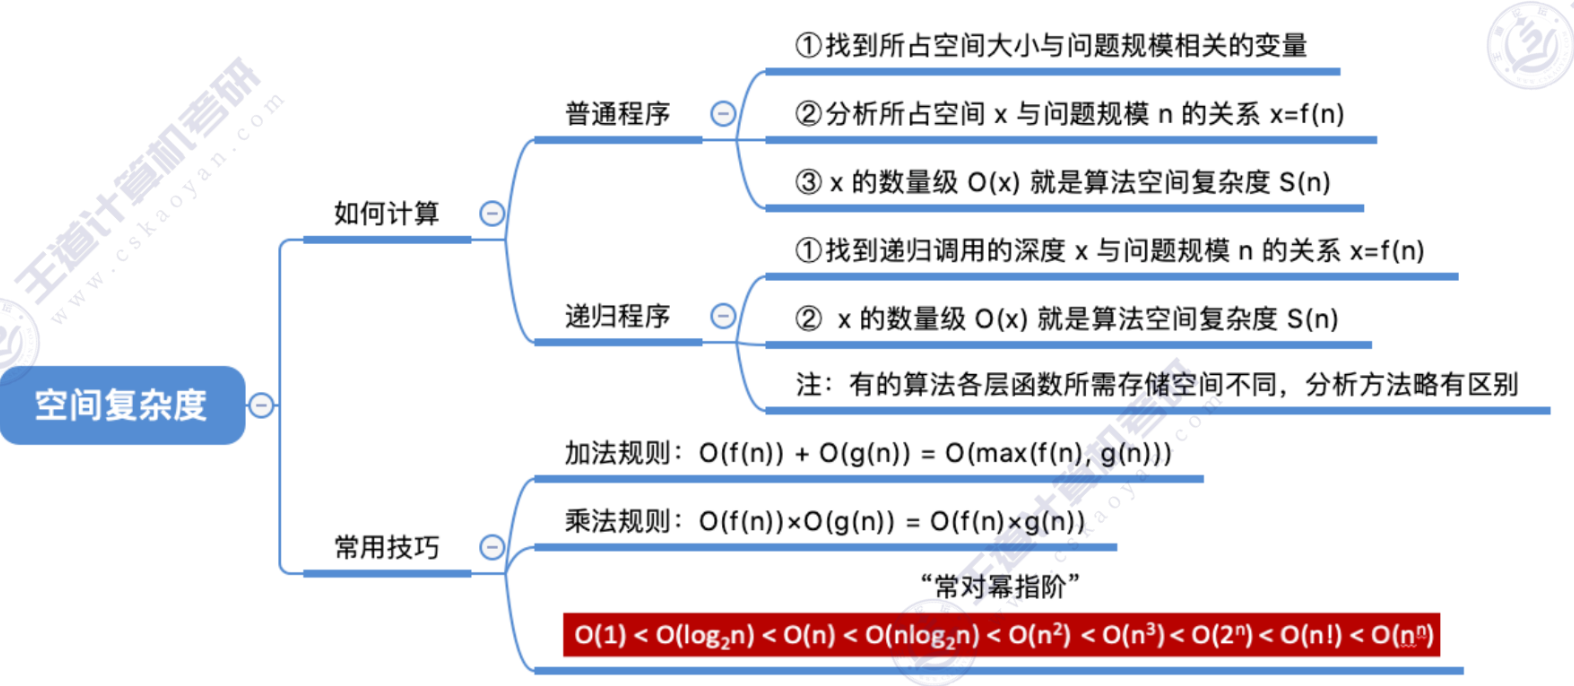 空间复杂度
如何计算
普通程序
①找到所占空间大小与问题规模相关的变量
②分析所占空间 x 与问题规模 n 的关系 x=f(n)
③ x 的数量级 O(x) 就是算法空间复杂度 S(n)
递归程序
①找到递归调用的深度 x 与问题规模 n 的关系 x=f(n)
② x 的数量级 O(x) 就是算法空间复杂度 S(n)
注：有的算法各层函数所需存储空间不同，分析方法略有区别
常用技巧
加法规则：O(f(n)) + O(g(n)) = O(max(f(n), g(n)))
乘法规则：O(f(n))×O(g(n)) = O(f(n)×g(n))
“常对幂指阶”
O(1) < O(log₂n) < O(n) < O(nlog₂n) < O(n²) < O(n³) < O(2ⁿ) < O(n!) < O(nⁿ)
王道计算机考研
www.cskaoyan.com
王道计算机考研
www.cskaoyan.com